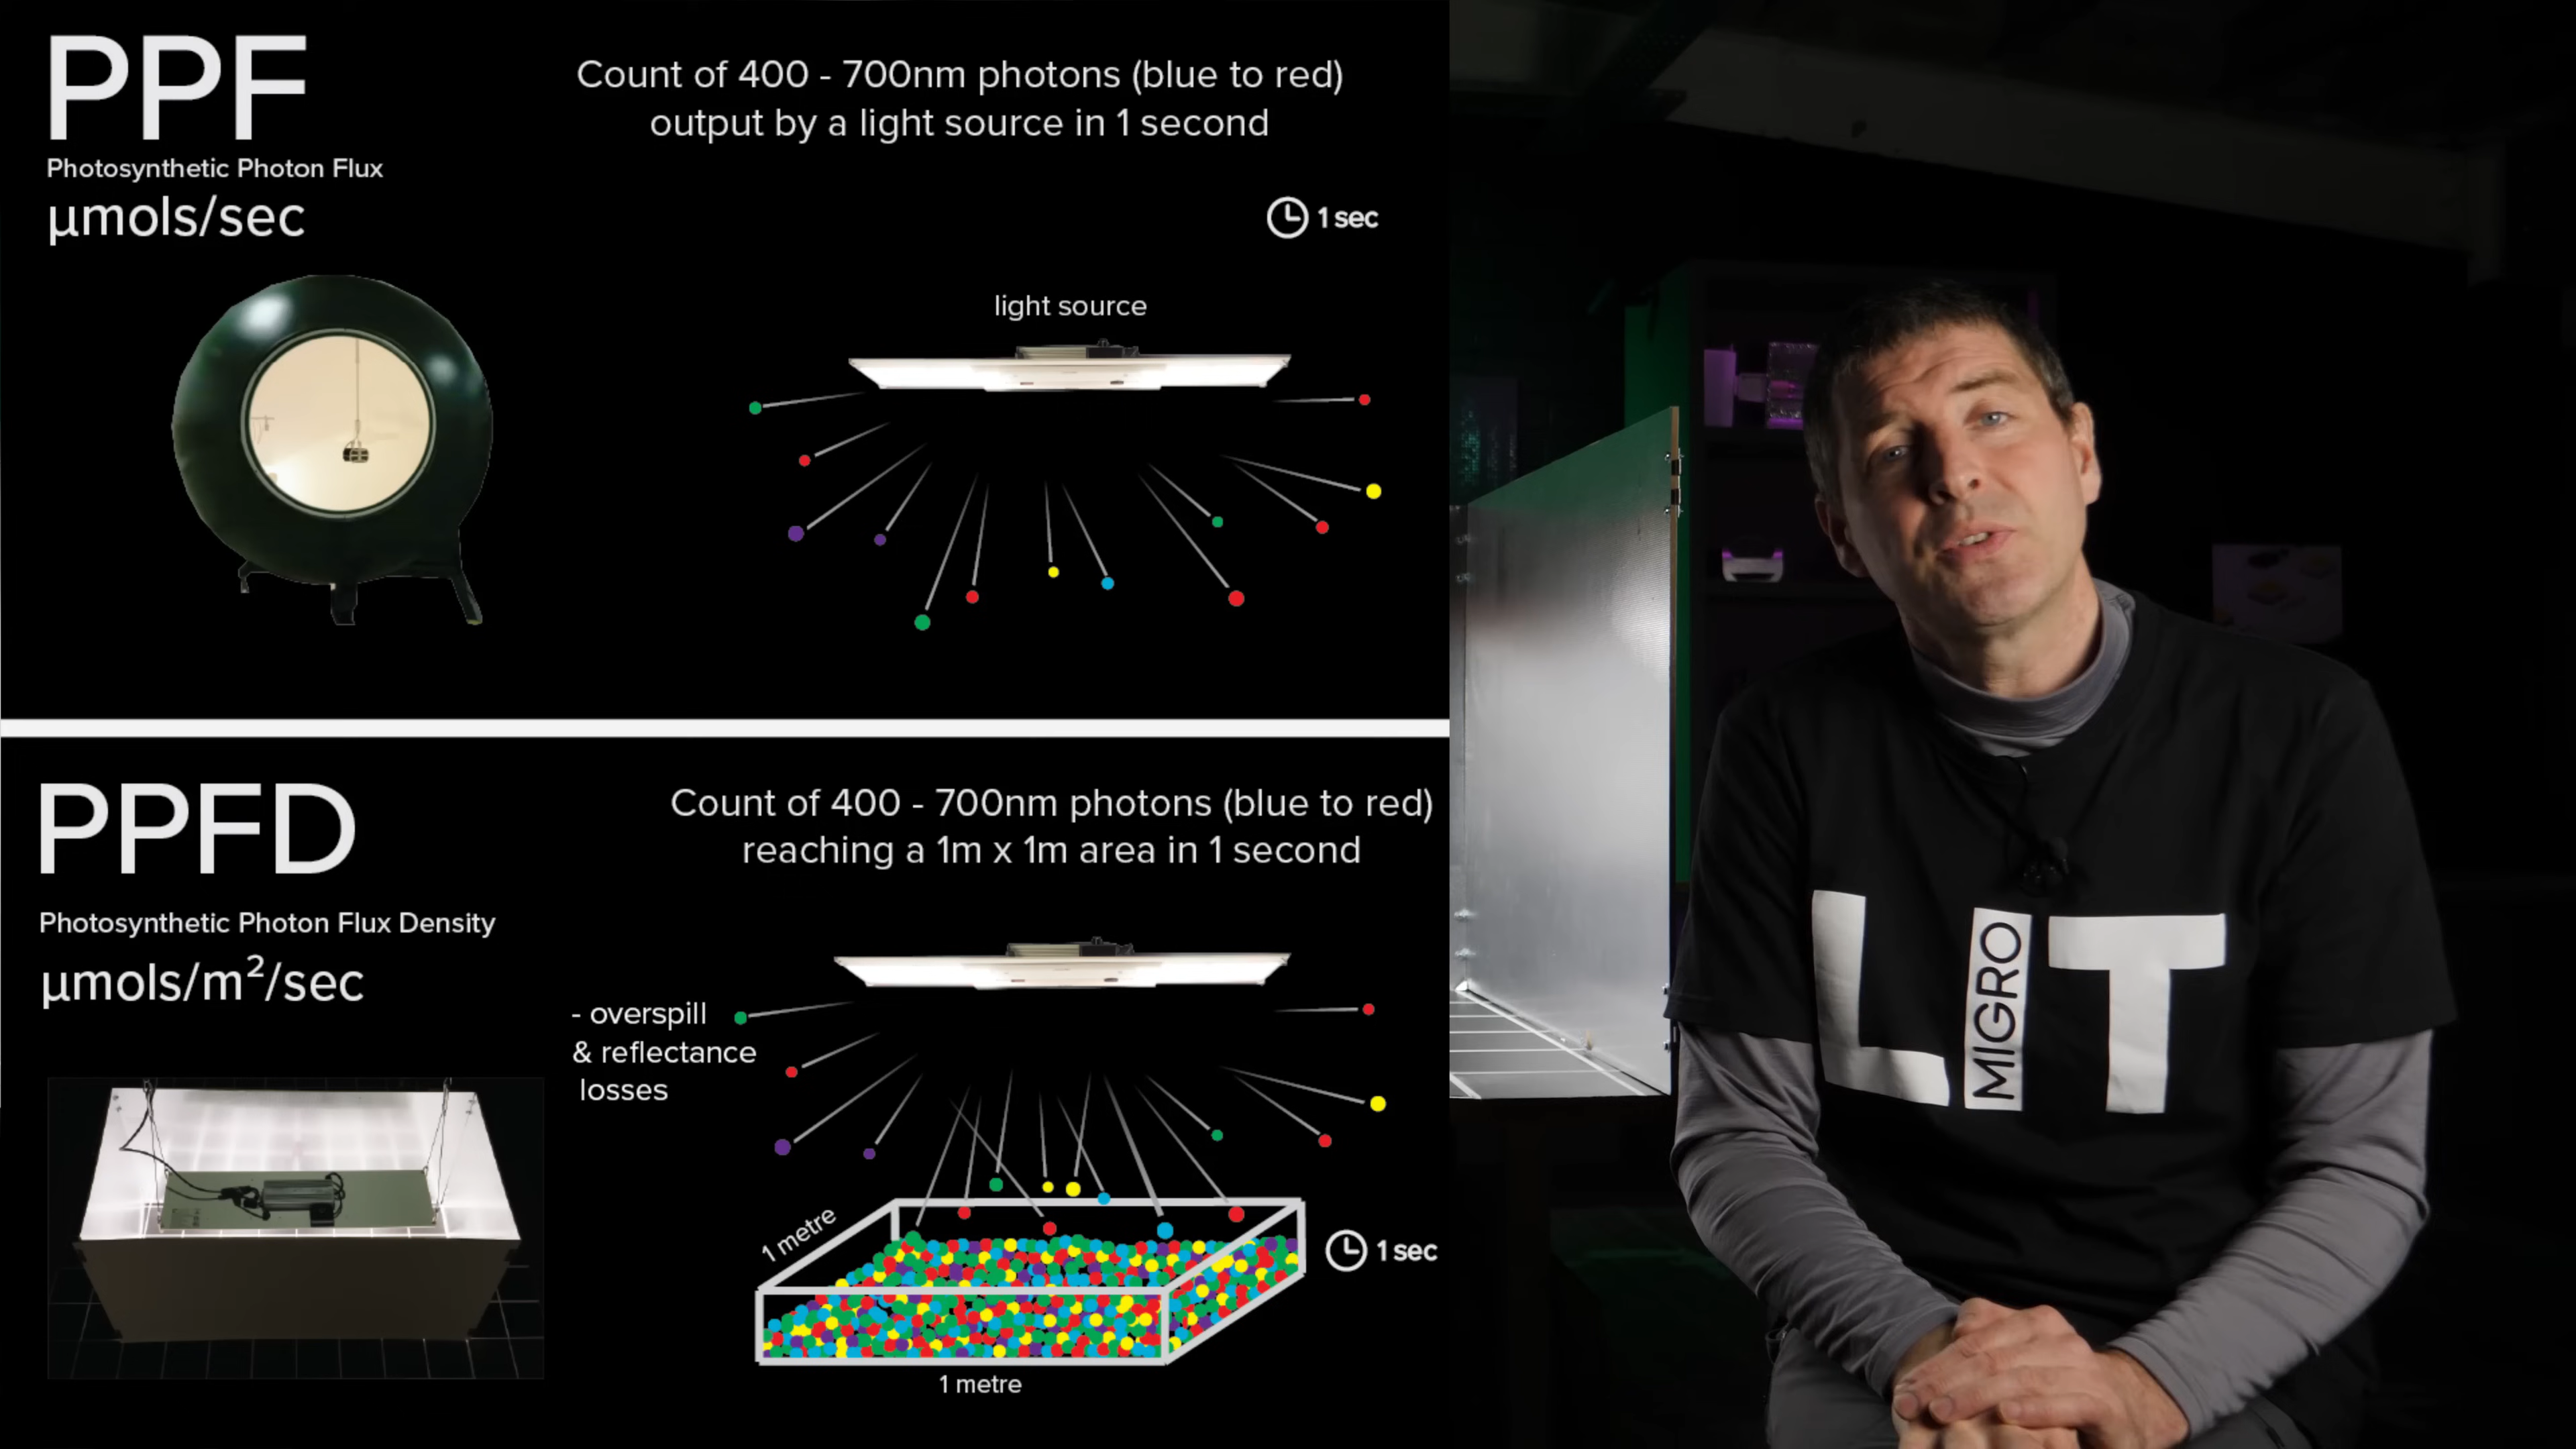 PPF
Photosynthetic Photon Flux
µmols/sec
Count of 400 - 700nm photons (blue to red)
output by a light source in 1 second
1 sec
light source
PPFD
Photosynthetic Photon Flux Density
µmols/m²/sec
Count of 400 - 700nm photons (blue to red)
reaching a 1m x 1m area in 1 second
- overspill
& reflectance
losses
1 metre
1 sec
1 metre
LIT
MIGRO